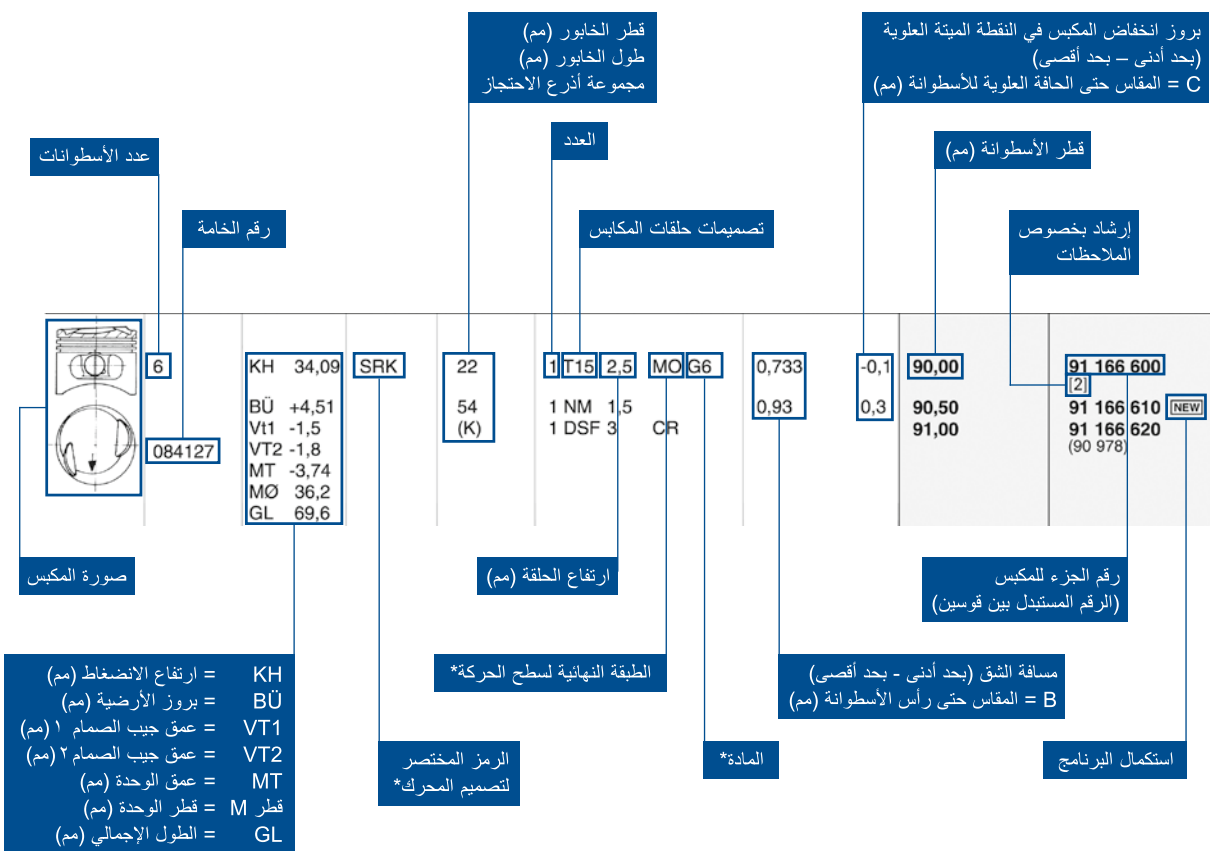 قطر الخابور (مم)
طول الخابور (مم)
مجموعة أذرع الاحتجاز
بروز انخفاض المكبس في النقطة الميتة العلوية
(بحد أدنى – بحد أقصى)
C = المقاس حتى الحافة العلوية للأسطوانة (مم)
العدد
قطر الأسطوانة (مم)
عدد الأسطوانات
رقم الخامة
تصميمات حلقات المكابس
إرشاد بخصوص
الملاحظات
6
084127
KH 34,09
BÜ +4,51
Vt1 -1,5
VT2 -1,8
MT -3,74
MØ 36,2
GL 69,6
SRK
22
54
(K)
1 T15 2,5 MO G6
1 NM 1,5
1 DSF 3 CR
0,733 -0,1
0,93 0,3
90,00
90,50
91,00
91 166 600
[2]
91 166 610 NEW
91 166 620
(90 978)
صورة المكبس
ارتفاع الحلقة (مم)
رقم الجزء للمكبس
(الرقم المستبدل بين قوسين)
KH = ارتفاع الانضغاط (مم)
BÜ = بروز الأرضية (مم)
VT1 = عمق جيب الصمام ١ (مم)
VT2 = عمق جيب الصمام ٢ (مم)
MT = عمق الوحدة (مم)
قطر M = قطر الوحدة (مم)
GL = الطول الإجمالي (مم)
الطبقة النهائية لسطح الحركة*
مسافة الشق (بحد أدنى - بحد أقصى)
B = المقاس حتى رأس الأسطوانة (مم)
الرمز المختصر
لتصميم المحرك*
المادة*
استكمال البرنامج